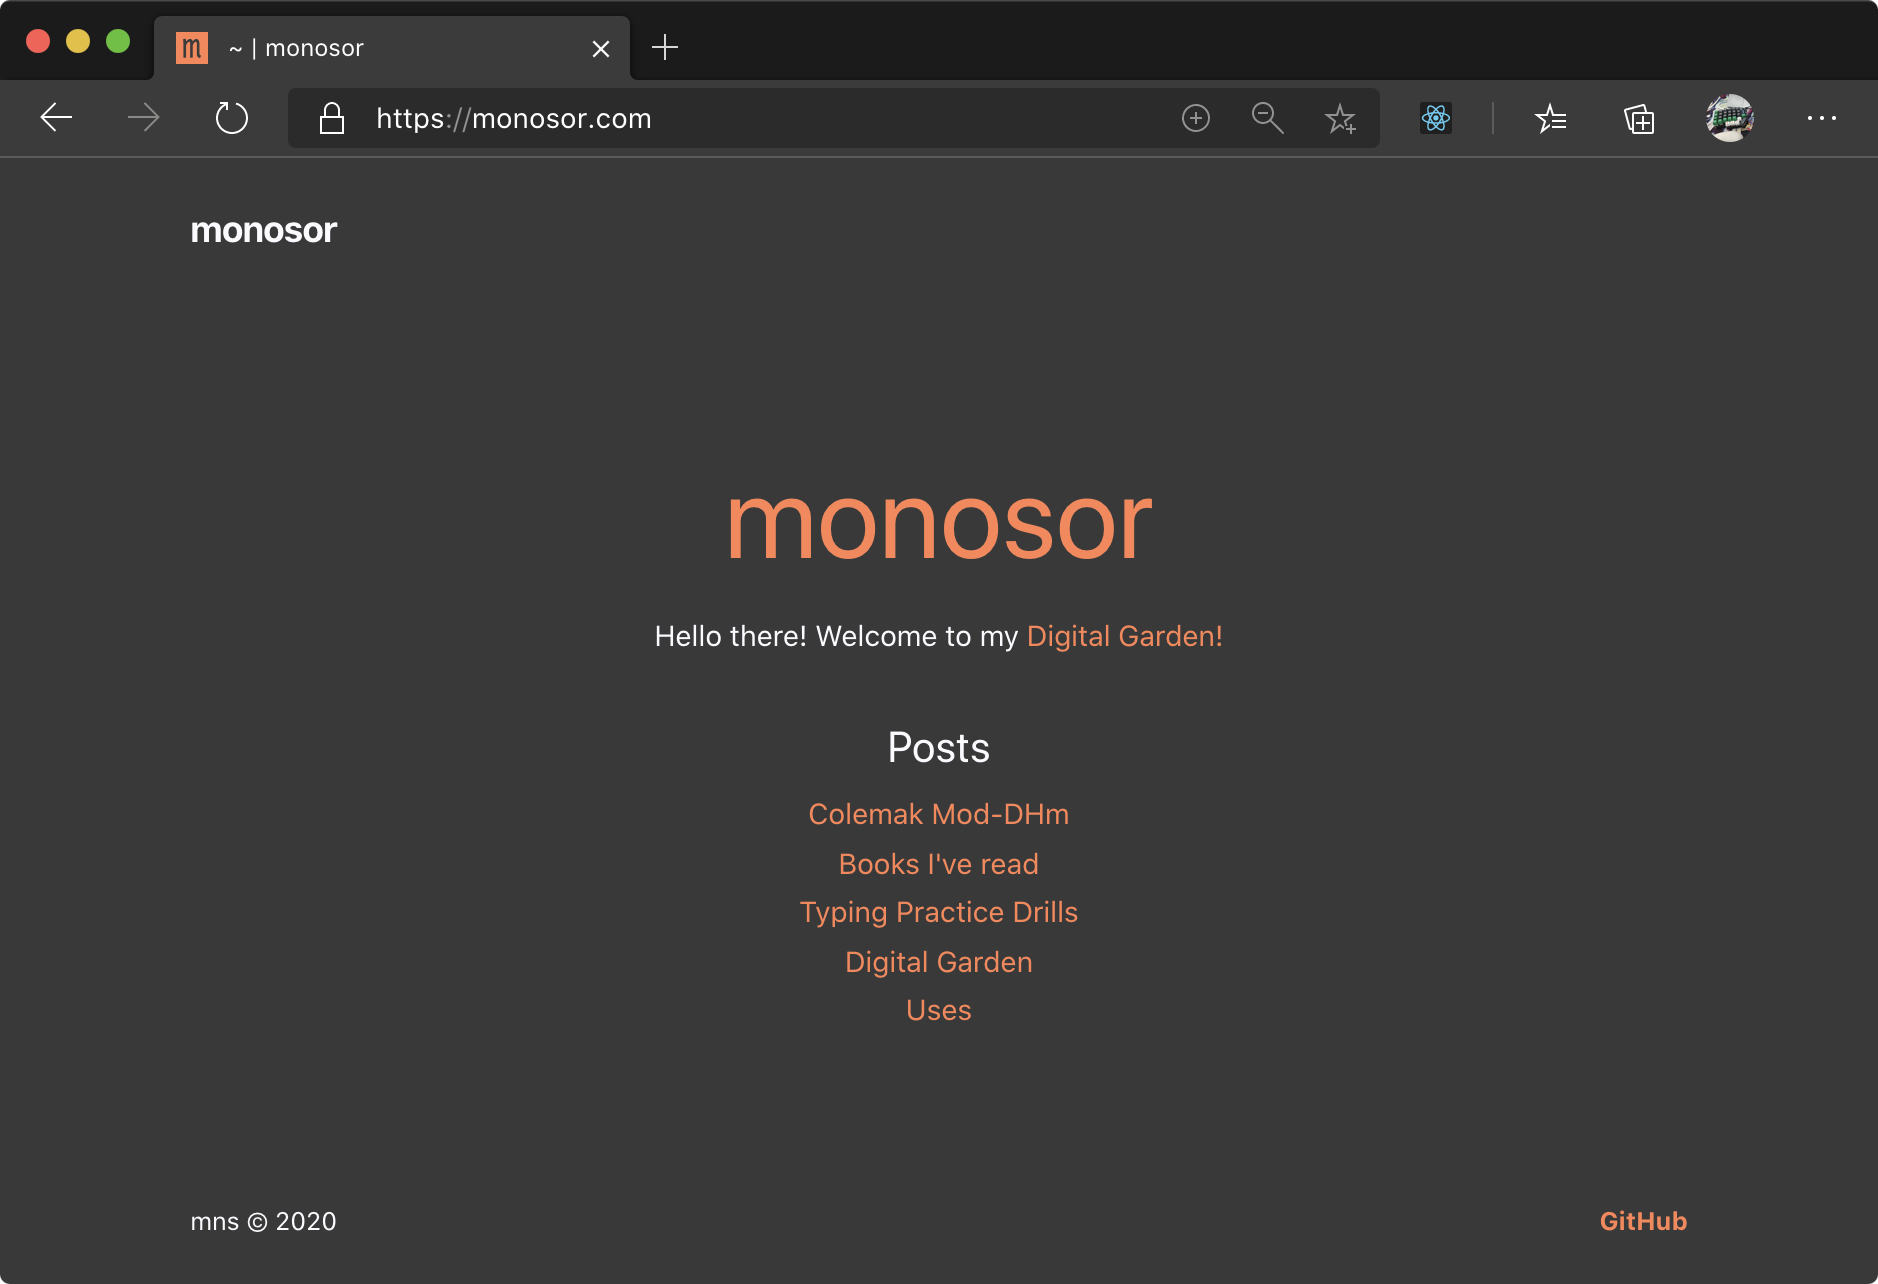 m ~ | monosor
https://monosor.com
monosor
monosor
Hello there! Welcome to my Digital Garden!
Posts
Colemak Mod-DHm
Books I've read
Typing Practice Drills
Digital Garden
Uses
mns © 2020
GitHub